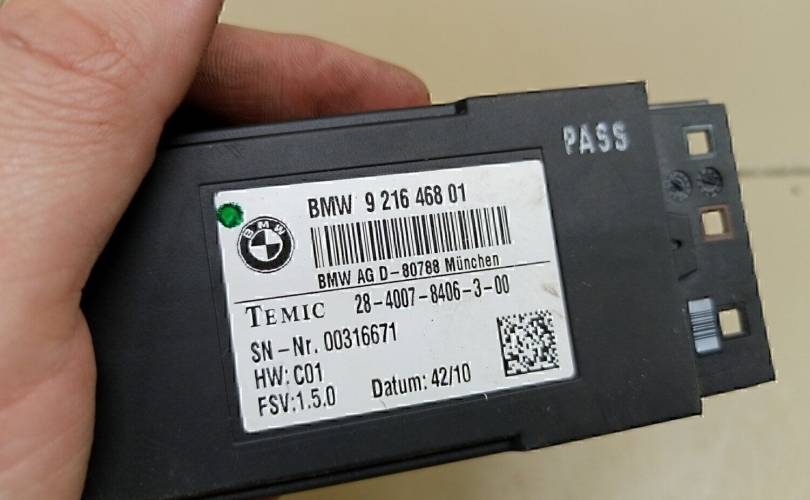 PASS
BMW 9 216 468 01
BMW
BMW AG D-80788 München
TEMIC 28-4007-8406-3-00
SN-Nr. 00316671
HW: C01
FSV:1.5.0 Datum: 42/10